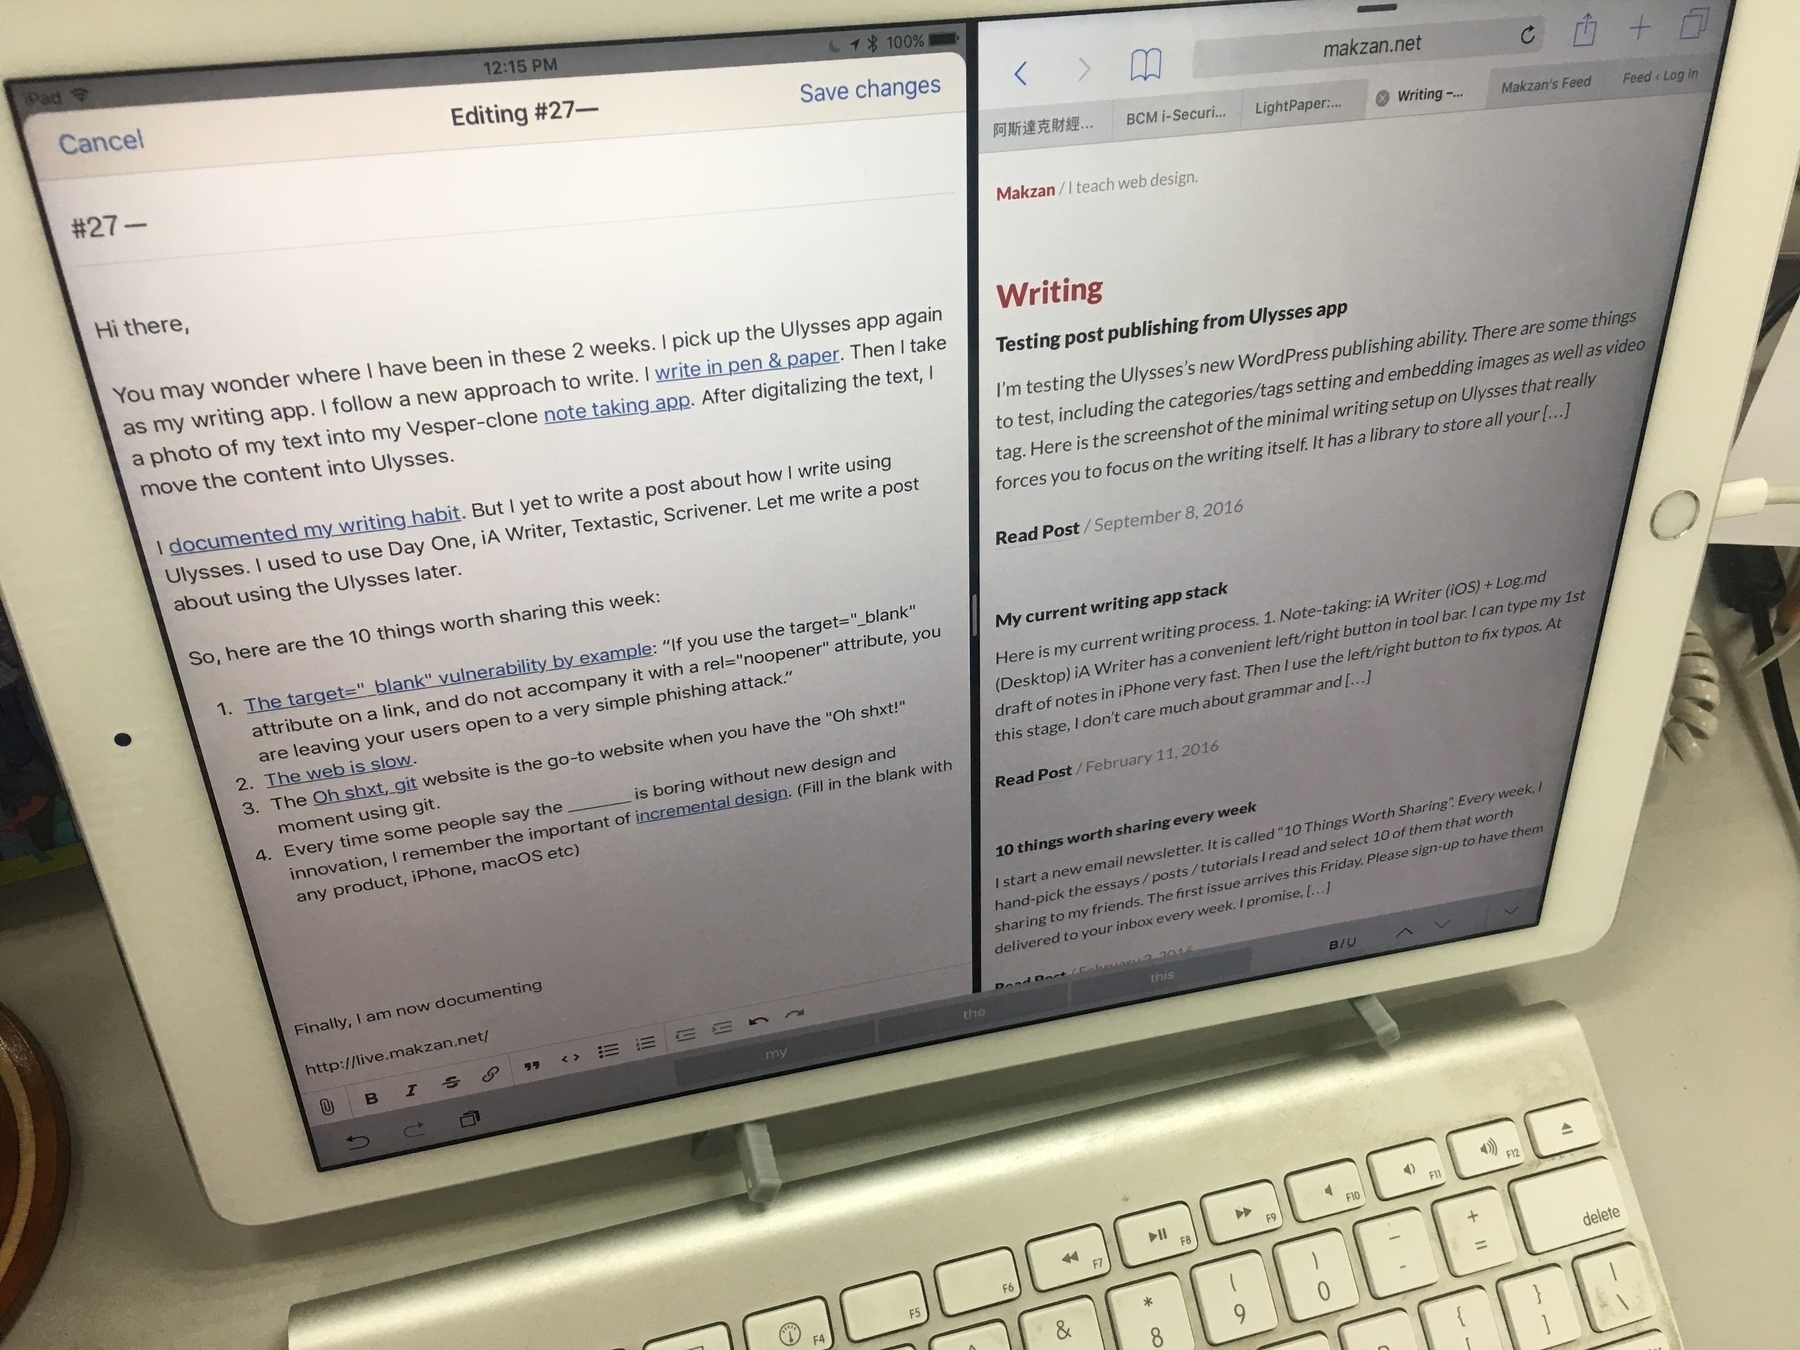 iPad
12:15 PM
100%
Cancel
Editing #27—
Save changes
#27 —
Hi there,
You may wonder where I have been in these 2 weeks. I pick up the Ulysses app again
as my writing app. I follow a new approach to write. I write in pen & paper. Then I take
a photo of my text into my Vesper-clone note taking app. After digitalizing the text, I
move the content into Ulysses.
I documented my writing habit. But I yet to write a post about how I write using
Ulysses. I used to use Day One, iA Writer, Textastic, Scrivener. Let me write a post
about using the Ulysses later.
So, here are the 10 things worth sharing this week:
1. The target="_blank" vulnerability by example: “If you use the target="_blank"
attribute on a link, and do not accompany it with a rel="noopener" attribute, you
are leaving your users open to a very simple phishing attack.”
2. The web is slow.
3. The Oh shxt, git website is the go-to website when you have the "Oh shxt!"
moment using git.
4. Every time some people say the ______ is boring without new design and
innovation, I remember the important of incremental design. (Fill in the blank with
any product, iPhone, macOS etc)
Finally, I am now documenting
http://live.makzan.net/
B I S
my
the
this
B I U
makzan.net
阿斯達克財經...
BCM i-Securi...
LightPaper:...
Writing –...
Makzan's Feed
Feed ‹ Log In
Makzan / I teach web design.
Writing
Testing post publishing from Ulysses app
I'm testing the Ulysses's new WordPress publishing ability. There are some things
to test, including the categories/tags setting and embedding images as well as video
tag. Here is the screenshot of the minimal writing setup on Ulysses that really
forces you to focus on the writing itself. It has a library to store all your […]
Read Post / September 8, 2016
My current writing app stack
Here is my current writing process. 1. Note-taking: iA Writer (iOS) + Log.md
(Desktop) iA Writer has a convenient left/right button in tool bar. I can type my 1st
draft of notes in iPhone very fast. Then I use the left/right button to fix typos. At
this stage, I don't care much about grammar and […]
Read Post / February 11, 2016
10 things worth sharing every week
I start a new email newsletter. It is called “10 Things Worth Sharing”. Every week, I
hand-pick the essays / posts / tutorials I read and select 10 of them that worth
sharing to my friends. The first issue arrives this Friday. Please sign-up to have them
delivered to your inbox every week. I promise, […]
Read Post / February 2, 2016
F4 F5 F6 F7 F8 F9 F10 F11 F12
& * 8 ( 9 ) 0 _ - + = delete
{ [ } ] | \